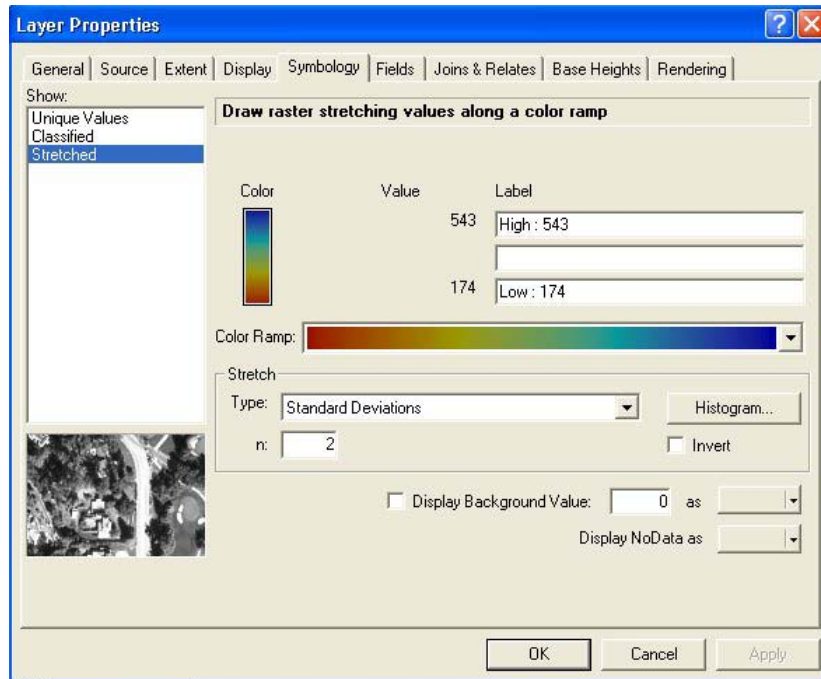 Layer Properties
General Source Extent Display Symbology Fields Joins & Relates Base Heights Rendering
Show:
Unique Values
Classified
Stretched
Draw raster stretching values along a color ramp
Color Value Label
543 High : 543
174 Low : 174
Color Ramp:
Stretch
Type: Standard Deviations Histogram...
n: 2 Invert
Display Background Value: 0 as
Display NoData as
OK Cancel Apply